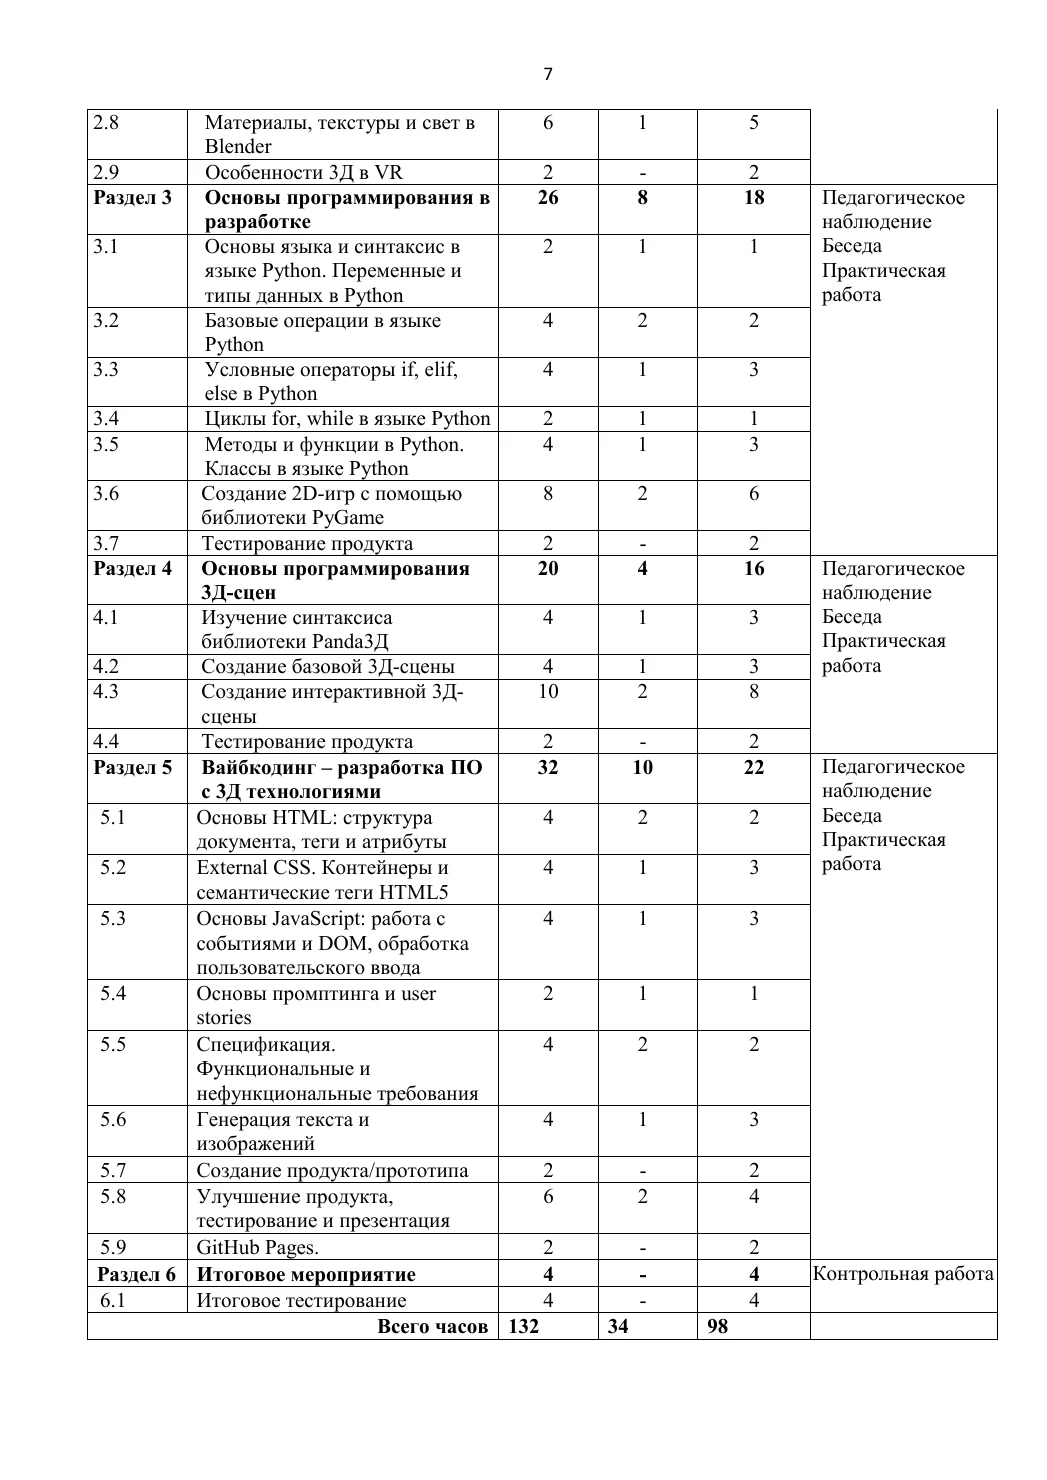 7
2.8 Материалы, текстуры и свет в 6 1 5
Blender
2.9 Особенности 3Д в VR 2 - 2
Раздел 3 Основы программирования в 26 8 18 Педагогическое
разработке наблюдение
3.1 Основы языка и синтаксис в 2 1 1 Беседа
языке Python. Переменные и Практическая
типы данных в Python работа
3.2 Базовые операции в языке 4 2 2
Python
3.3 Условные операторы if, elif, 4 1 3
else в Python
3.4 Циклы for, while в языке Python 2 1 1
3.5 Методы и функции в Python. 4 1 3
Классы в языке Python
3.6 Создание 2D-игр с помощью 8 2 6
библиотеки PyGame
3.7 Тестирование продукта 2 - 2
Раздел 4 Основы программирования 20 4 16 Педагогическое
3Д-сцен наблюдение
4.1 Изучение синтаксиса 4 1 3 Беседа
библиотеки Panda3Д Практическая
4.2 Создание базовой 3Д-сцены 4 1 3 работа
4.3 Создание интерактивной 3Д- 10 2 8
сцены
4.4 Тестирование продукта 2 - 2
Раздел 5 Вайбкодинг – разработка ПО 32 10 22 Педагогическое
с 3Д технологиями наблюдение
5.1 Основы HTML: структура 4 2 2 Беседа
документа, теги и атрибуты Практическая
5.2 External CSS. Контейнеры и 4 1 3 работа
семантические теги HTML5
5.3 Основы JavaScript: работа с 4 1 3
событиями и DOM, обработка
пользовательского ввода
5.4 Основы промптинга и user 2 1 1
stories
5.5 Спецификация. 4 2 2
Функциональные и
нефункциональные требования
5.6 Генерация текста и 4 1 3
изображений
5.7 Создание продукта/прототипа 2 - 2
5.8 Улучшение продукта, 6 2 4
тестирование и презентация
5.9 GitHub Pages. 2 - 2
Раздел 6 Итоговое мероприятие 4 - 4 Контрольная работа
6.1 Итоговое тестирование 4 - 4
Всего часов 132 34 98